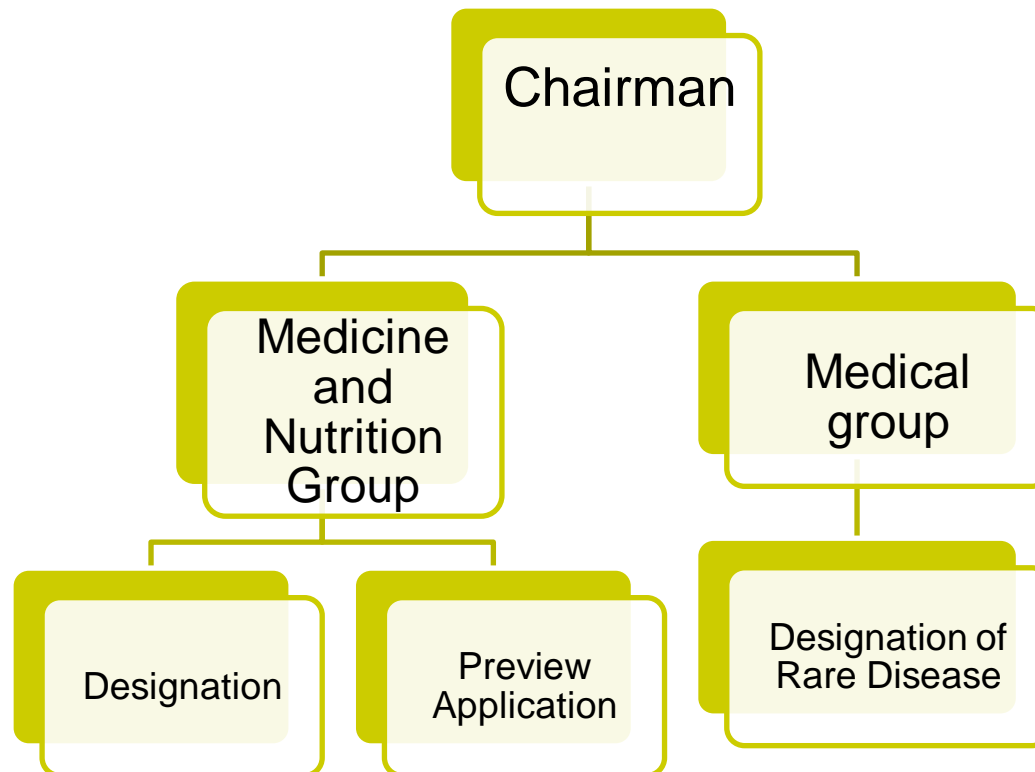 Chairman
Medicine
and
Nutrition
Group
Medical
group
Designation
Preview
Application
Designation of
Rare Disease